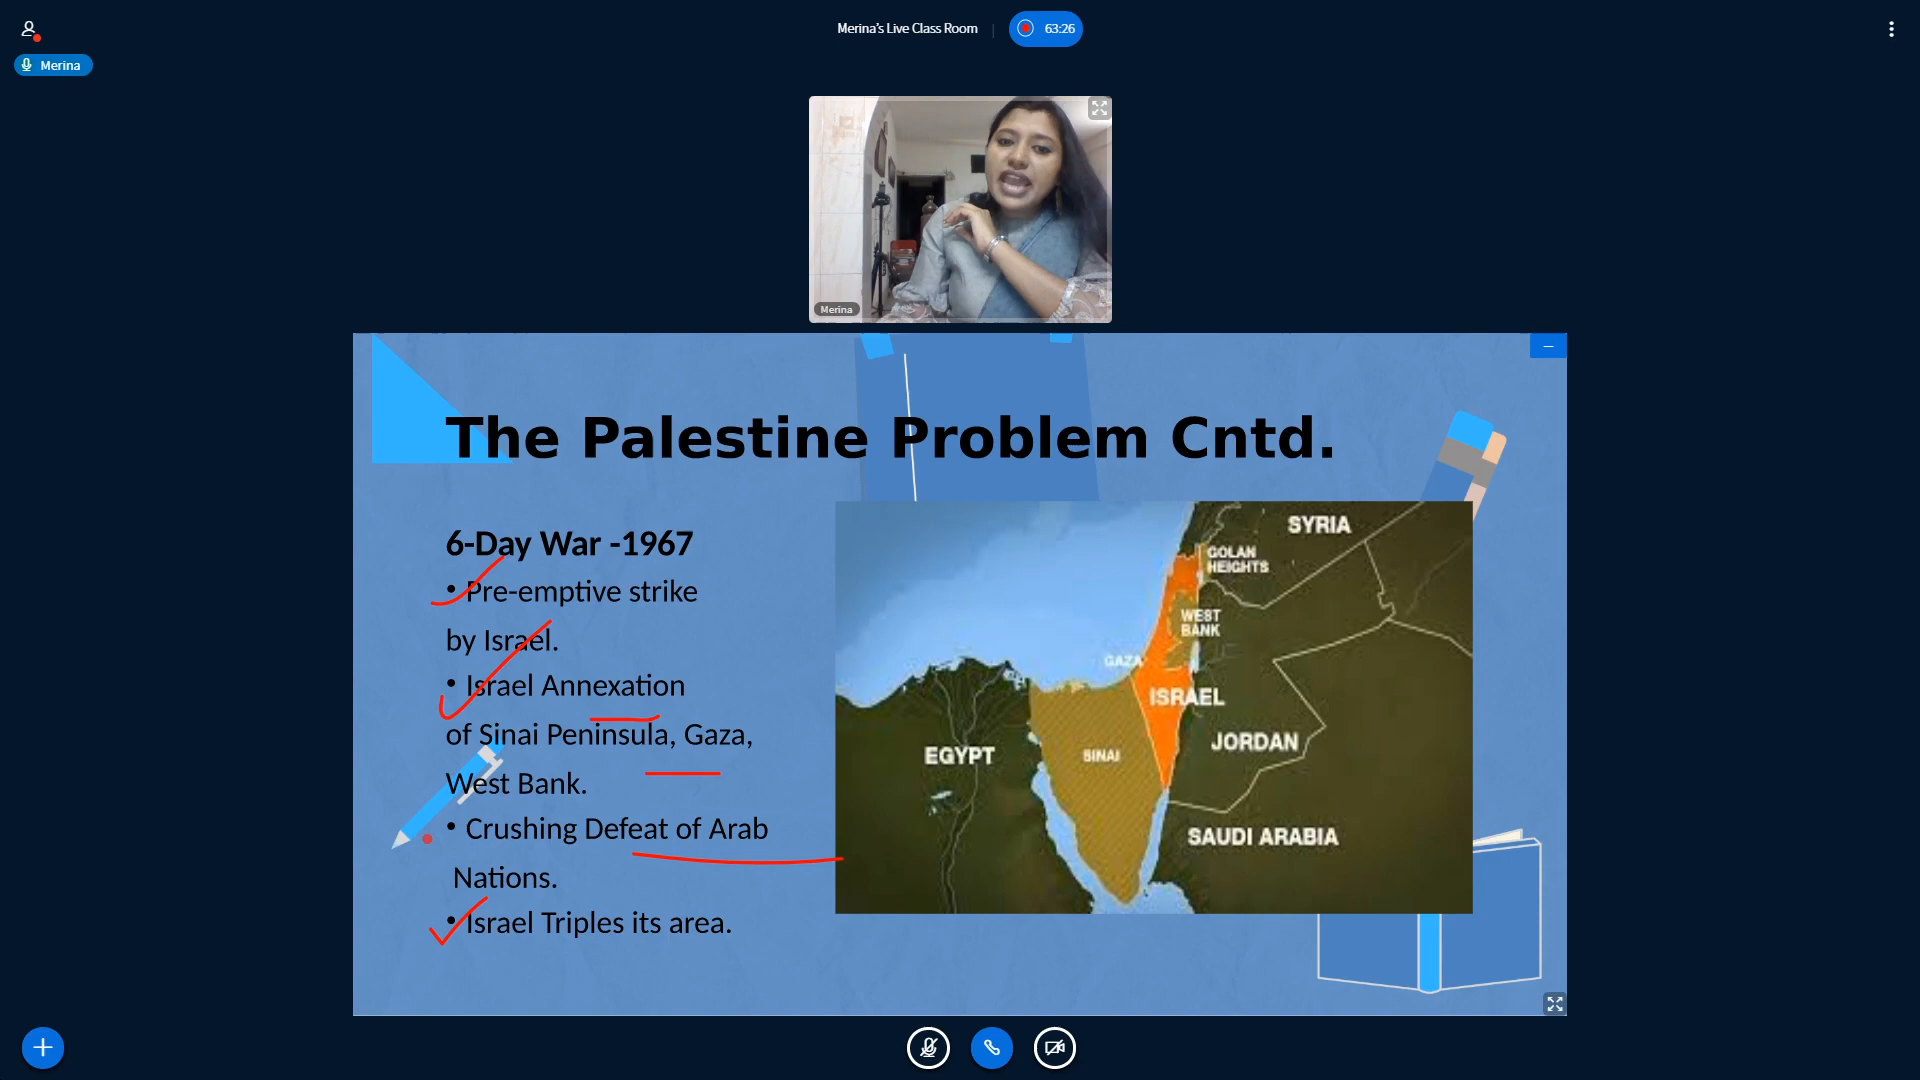 Merina's Live Class Room
63:26
Merina
Merina
The Palestine Problem Cntd.
6-Day War -1967
• Pre-emptive strike
by Israel.
• Israel Annexation
of Sinai Peninsula, Gaza,
West Bank.
• Crushing Defeat of Arab
Nations.
• Israel Triples its area.
SYRIA
GOLAN
HEIGHTS
WEST
BANK
GAZA
ISRAEL
EGYPT
SINAI
JORDAN
SAUDI ARABIA